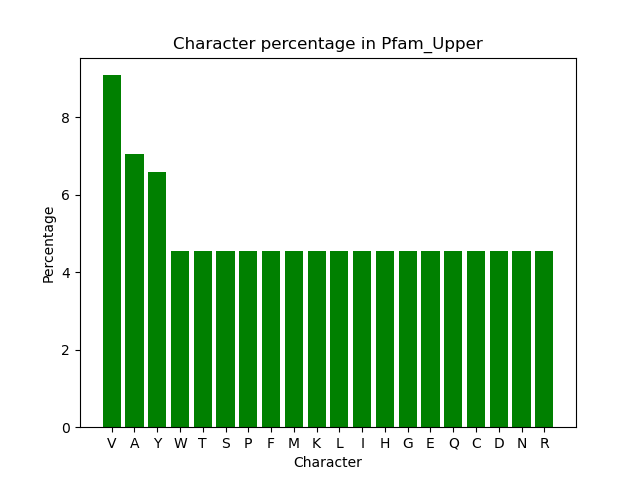 Character percentage in Pfam_Upper
Percentage
8
6
4
2
0
V A Y W T S P F M K L I H G E Q C D N R
Character